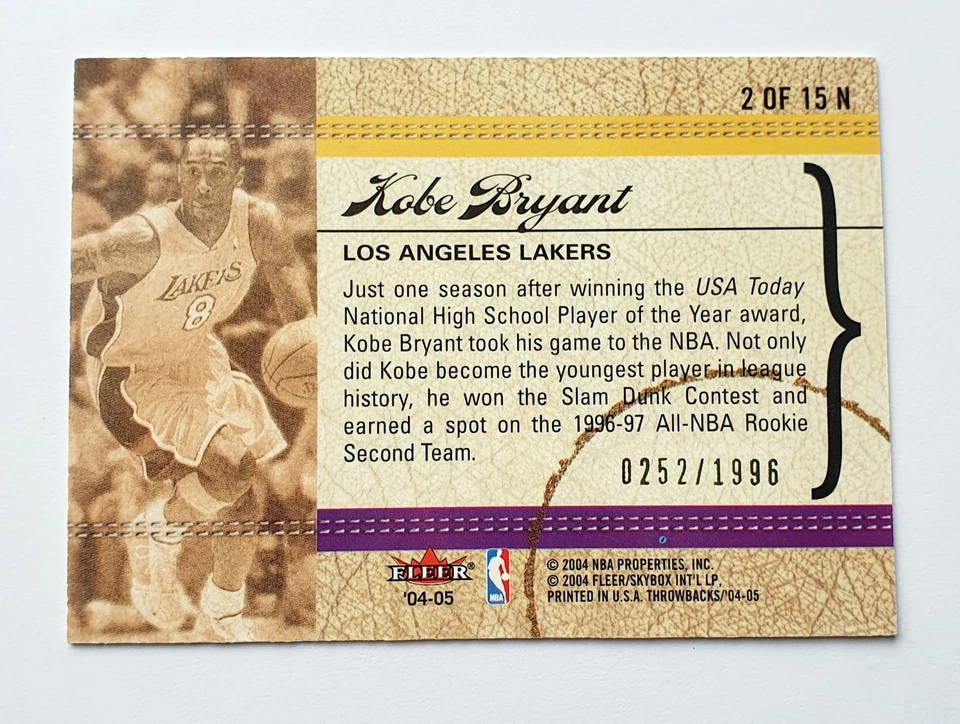 2 OF 15 N
Kobe Bryant
LOS ANGELES LAKERS
Just one season after winning the USA Today
National High School Player of the Year award,
Kobe Bryant took his game to the NBA. Not only
did Kobe become the youngest player in league
history, he won the Slam Dunk Contest and
earned a spot on the 1996-97 All-NBA Rookie
Second Team.
0252/1996
LAKERS
8
FLEER®
'04-05
NBA
© 2004 NBA PROPERTIES, INC.
© 2004 FLEER/SKYBOX INT'L LP,
PRINTED IN U.S.A. THROWBACKS/'04-05